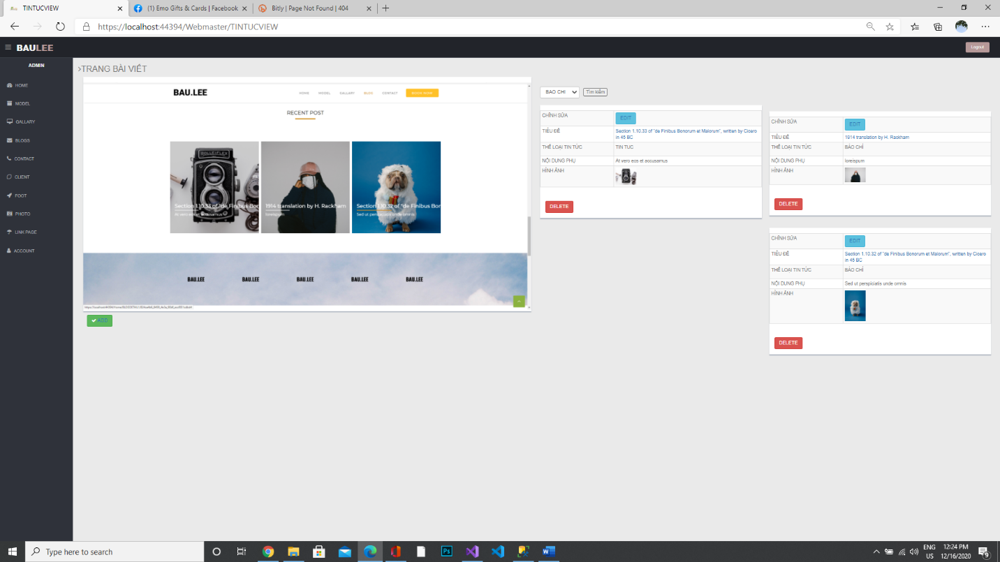 TINTUCVIEW
(1) Emo Gifts & Cards | Facebook
Bitly | Page Not Found | 404
https://localhost:44394/Webmaster/TINTUCVIEW
BAULEE
Logout
ADMIN
HOME
MODEL
GALLARY
BLOGS
CONTACT
CLIENT
FOOT
PHOTO
LINK PAGE
ACCOUNT
>TRANG BÀI VIẾT
BAU.LEE
HOME MODEL GALLARY BLOG CONTACT BOOK NOW
RECENT POST
ROLLEIFLEX
Section 1.10.33 of "de Finibus Bon
At vero eos et accusamus
1914 translation by H. Rackham
loreispum
Section 1.10.32 of "de Finibus Bon
Sed ut perspiciatis unde omnis
BAU.LEE BAU.LEE BAU.LEE BAU.LEE BAU.LEE
ADD
BAO CHI
Tìm kiếm
CHỈNH SỬA EDIT
TIÊU ĐỀ Section 1.10.33 of "de Finibus Bonorum et Malorum", written by Cicero
in 45 BC
THỂ LOẠI TIN TỨC TIN TUC
NỘI DUNG PHỤ At vero eos et accusamus
HÌNH ẢNH
DELETE
CHỈNH SỬA EDIT
TIÊU ĐỀ 1914 translation by H. Rackham
THỂ LOẠI TIN TỨC BÁO CHÍ
NỘI DUNG PHỤ loreispum
HÌNH ẢNH
DELETE
CHỈNH SỬA EDIT
TIÊU ĐỀ Section 1.10.32 of "de Finibus Bonorum et Malorum", written by Cicero
in 45 BC
THỂ LOẠI TIN TỨC BÁO CHÍ
NỘI DUNG PHỤ Sed ut perspiciatis unde omnis
HÌNH ẢNH
DELETE
Type here to search
Ps
ENG
US
12:24 PM
12/16/2020
9